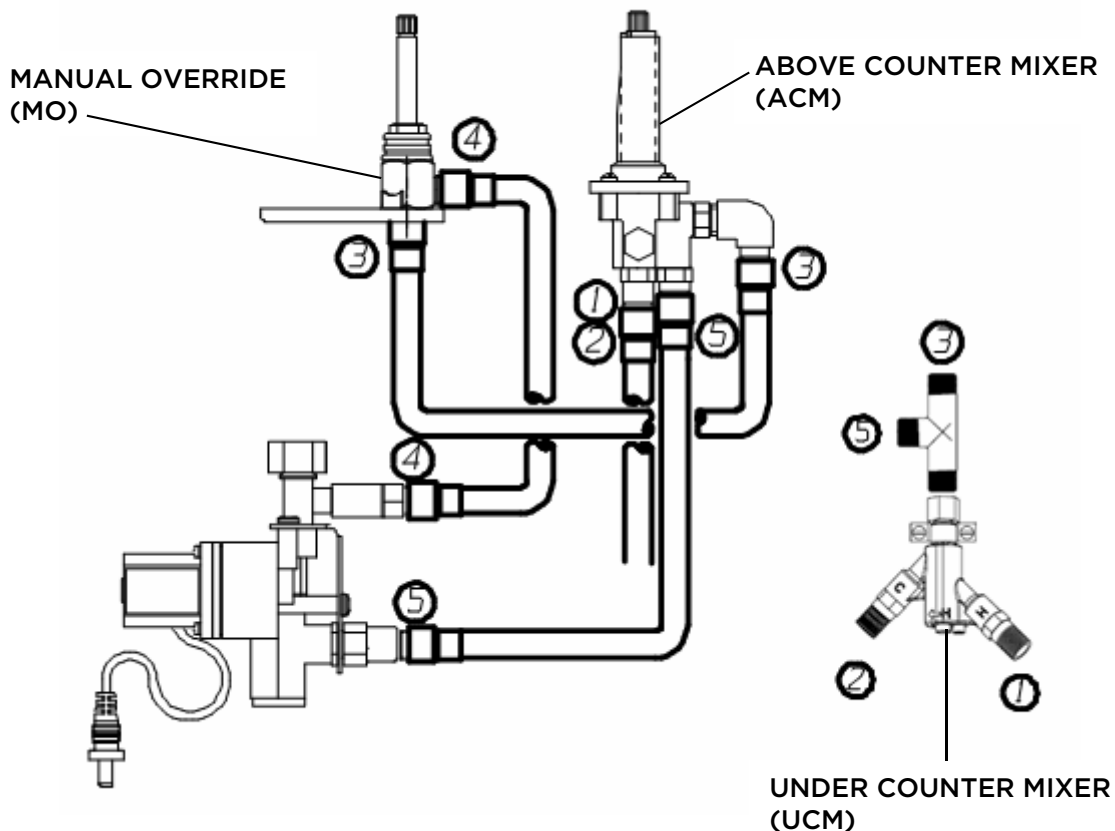 MANUAL OVERRIDE
(MO)
ABOVE COUNTER MIXER
(ACM)
4
3
3
1
2
5
3
5
4
5
C
H
H
2
1
UNDER COUNTER MIXER
(UCM)